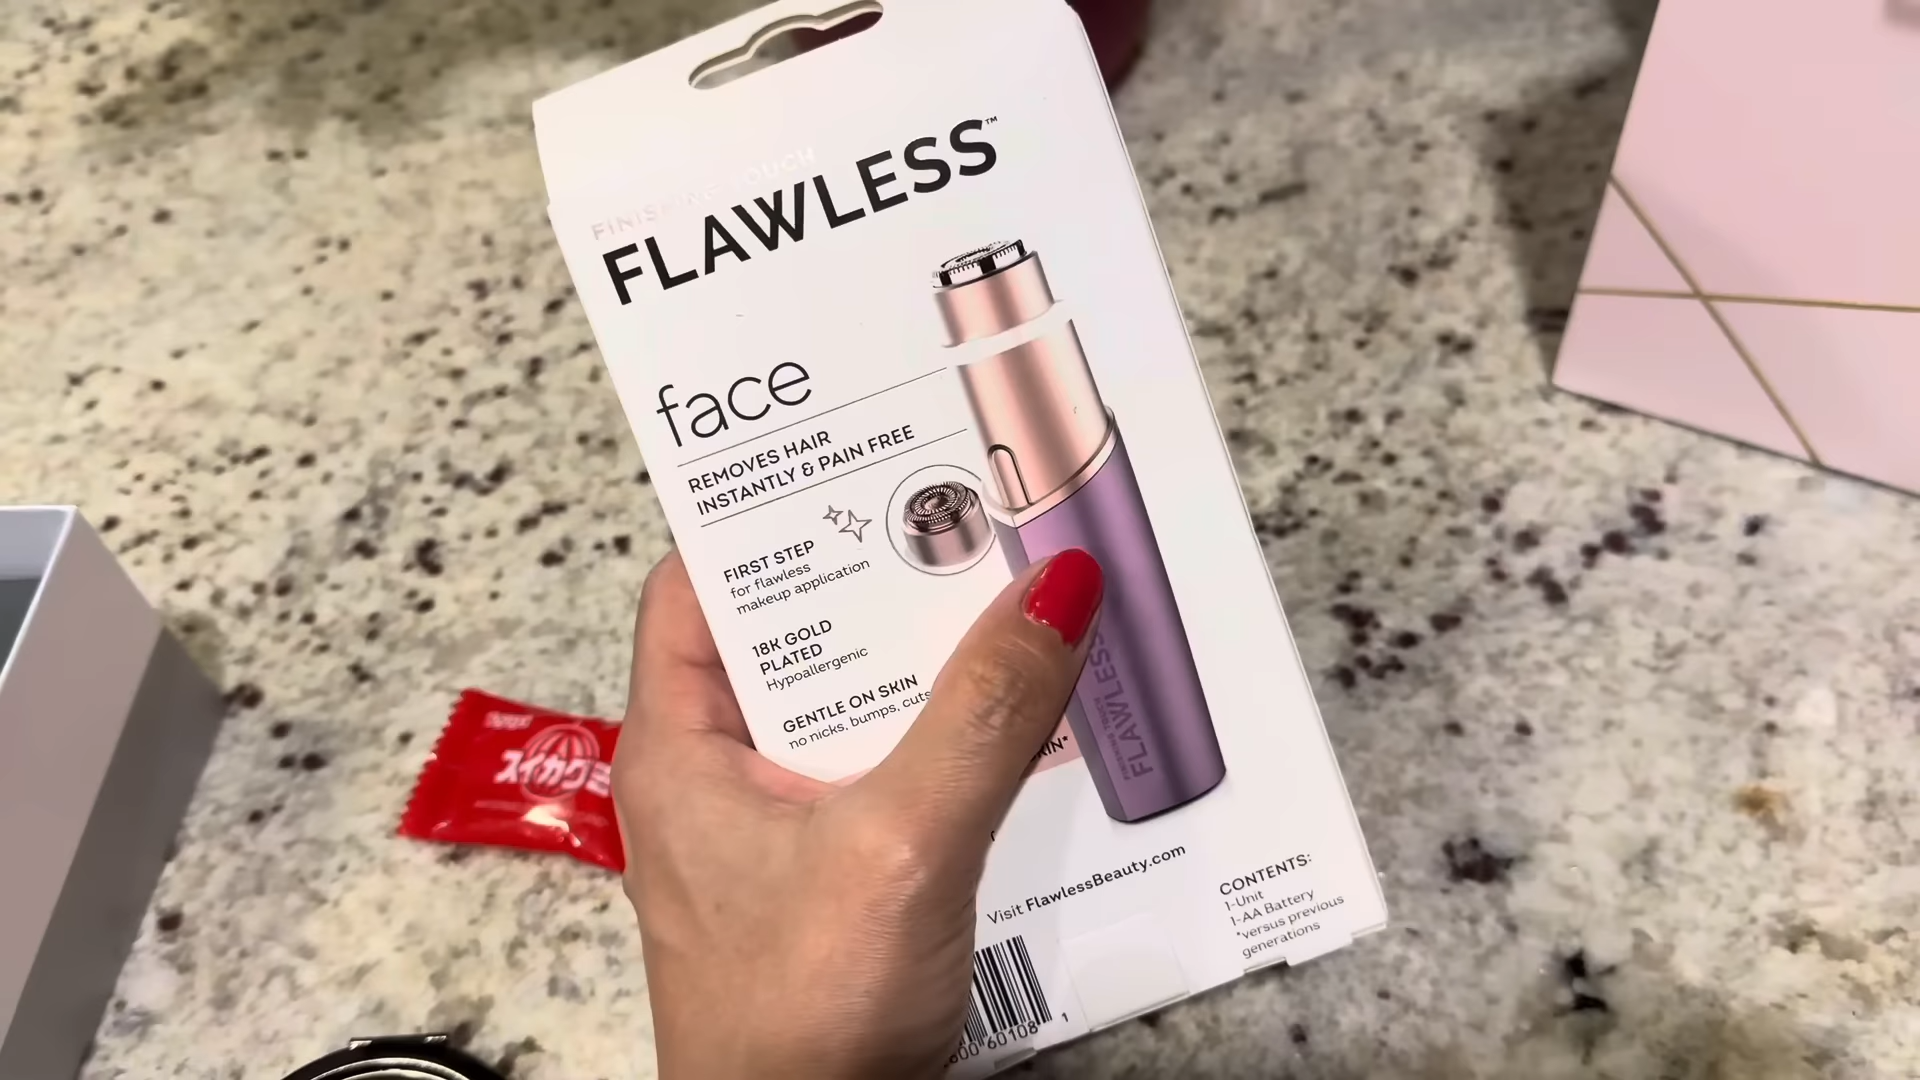 FINISHING TOUCH
FLAWLESS™
face
REMOVES HAIR
INSTANTLY & PAIN FREE
FIRST STEP
for flawless
makeup application
18K GOLD
PLATED
Hypoallergenic
GENTLE ON SKIN
no nicks, bumps, cuts
FINISHING TOUCH
FLAWLESS
Visit FlawlessBeauty.com
CONTENTS:
1-Unit
1-AA Battery
*versus previous
generations
60108 1
スイカグミ